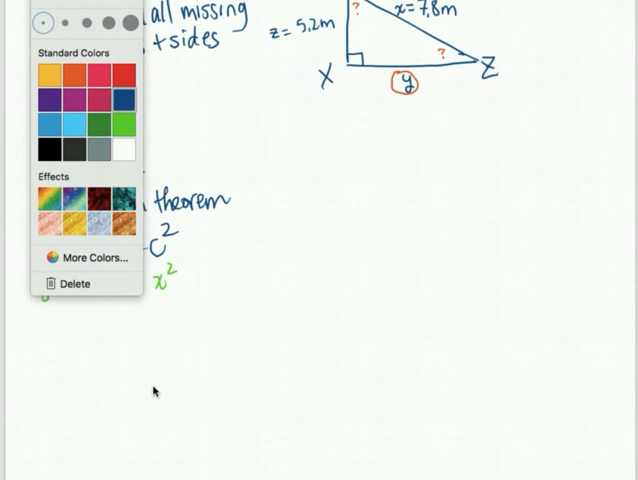 all missing
+ sides
?
x = 7,8m
z = 5,2m
?
X
y
Z
Standard Colors
Effects
theorem
c²
x²
More Colors...
Delete